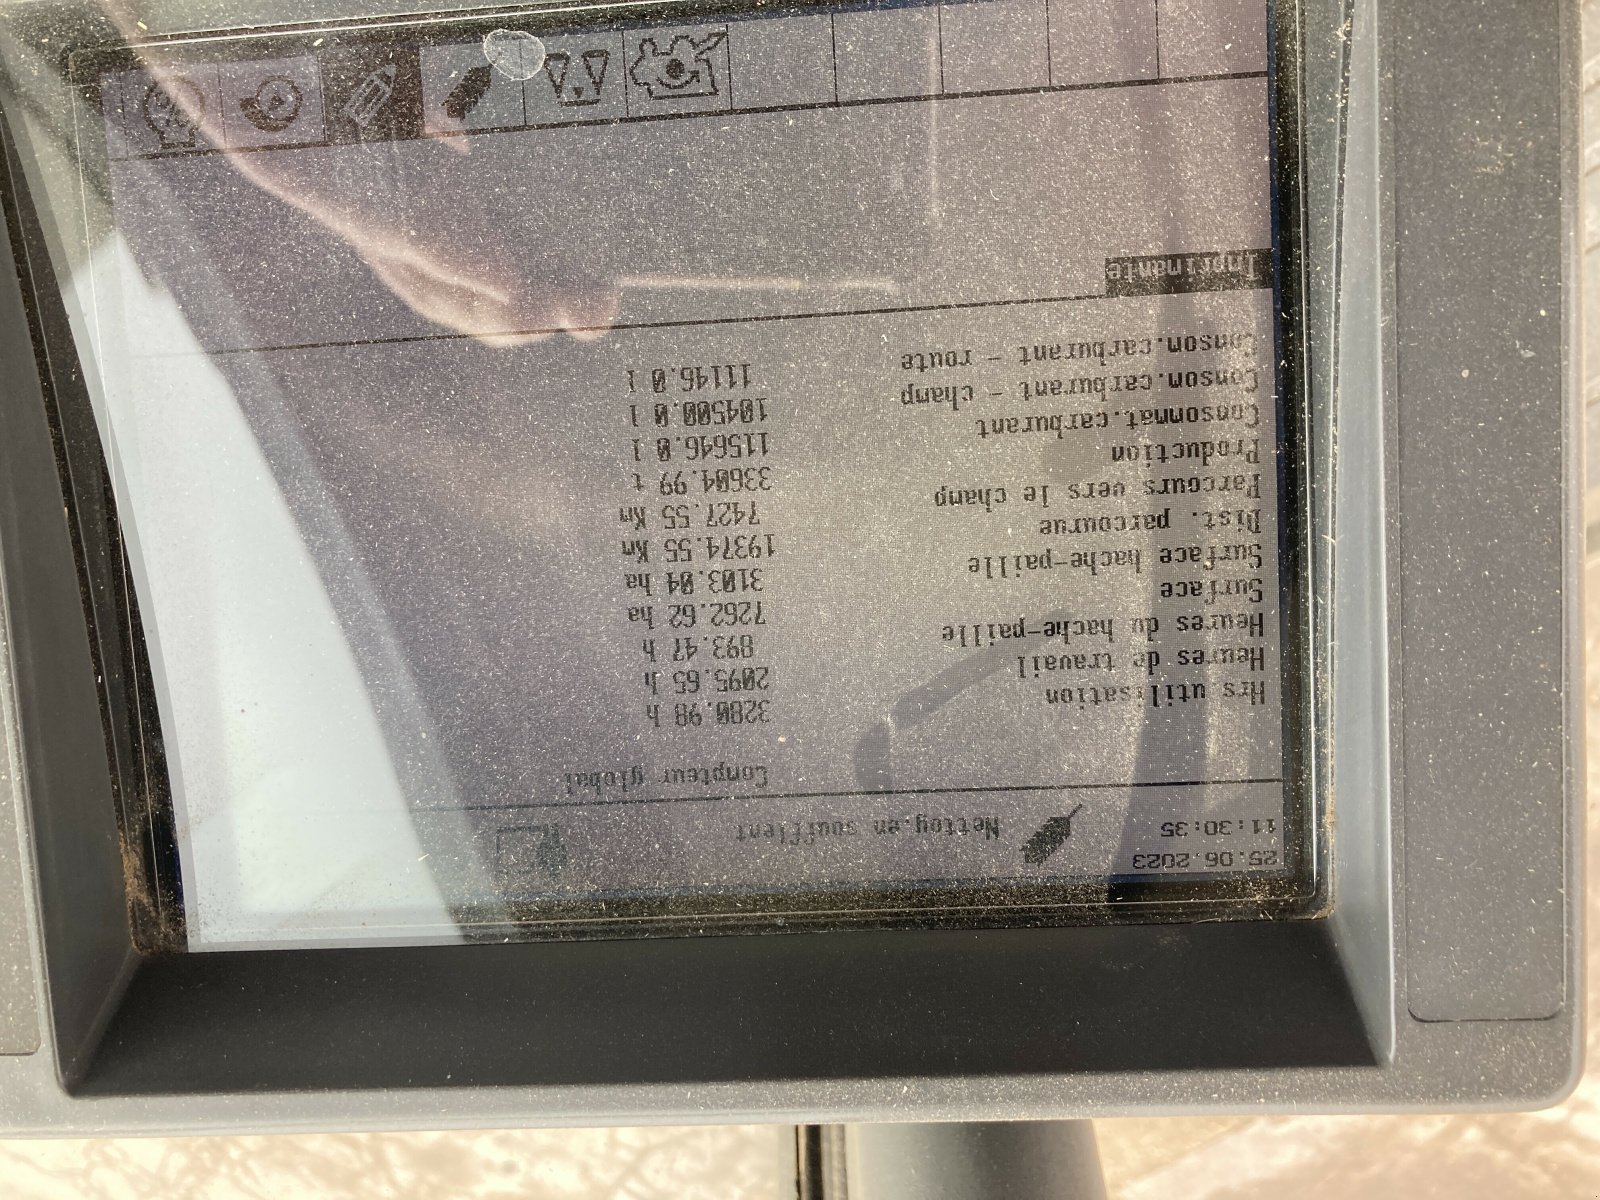 25.06.2023
11:30:35
Nettoy.en soufflent
Compteur global
Hrs utilisation 3280.98 h
Heures de travail 2095.65 h
Heures du hache-paille 893.47 h
Surface 7262.62 ha
Surface hache-paille 3103.04 ha
Dist. parcourue 19374.55 Km
Parcours vers le champ 7427.55 Km
Production 33604.99 t
Consommat.carburant 115646.0 l
Consom.carburant - champ 104500.0 l
Consom.carburant - route 11146.0 l
Imprimante